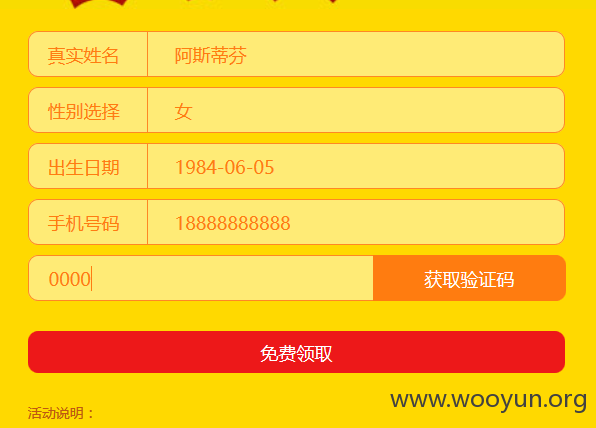 真实姓名 阿斯蒂芬
性别选择 女
出生日期 1984-06-05
手机号码 18888888888
0000 获取验证码
免费领取
www.wooyun.org
活动说明：